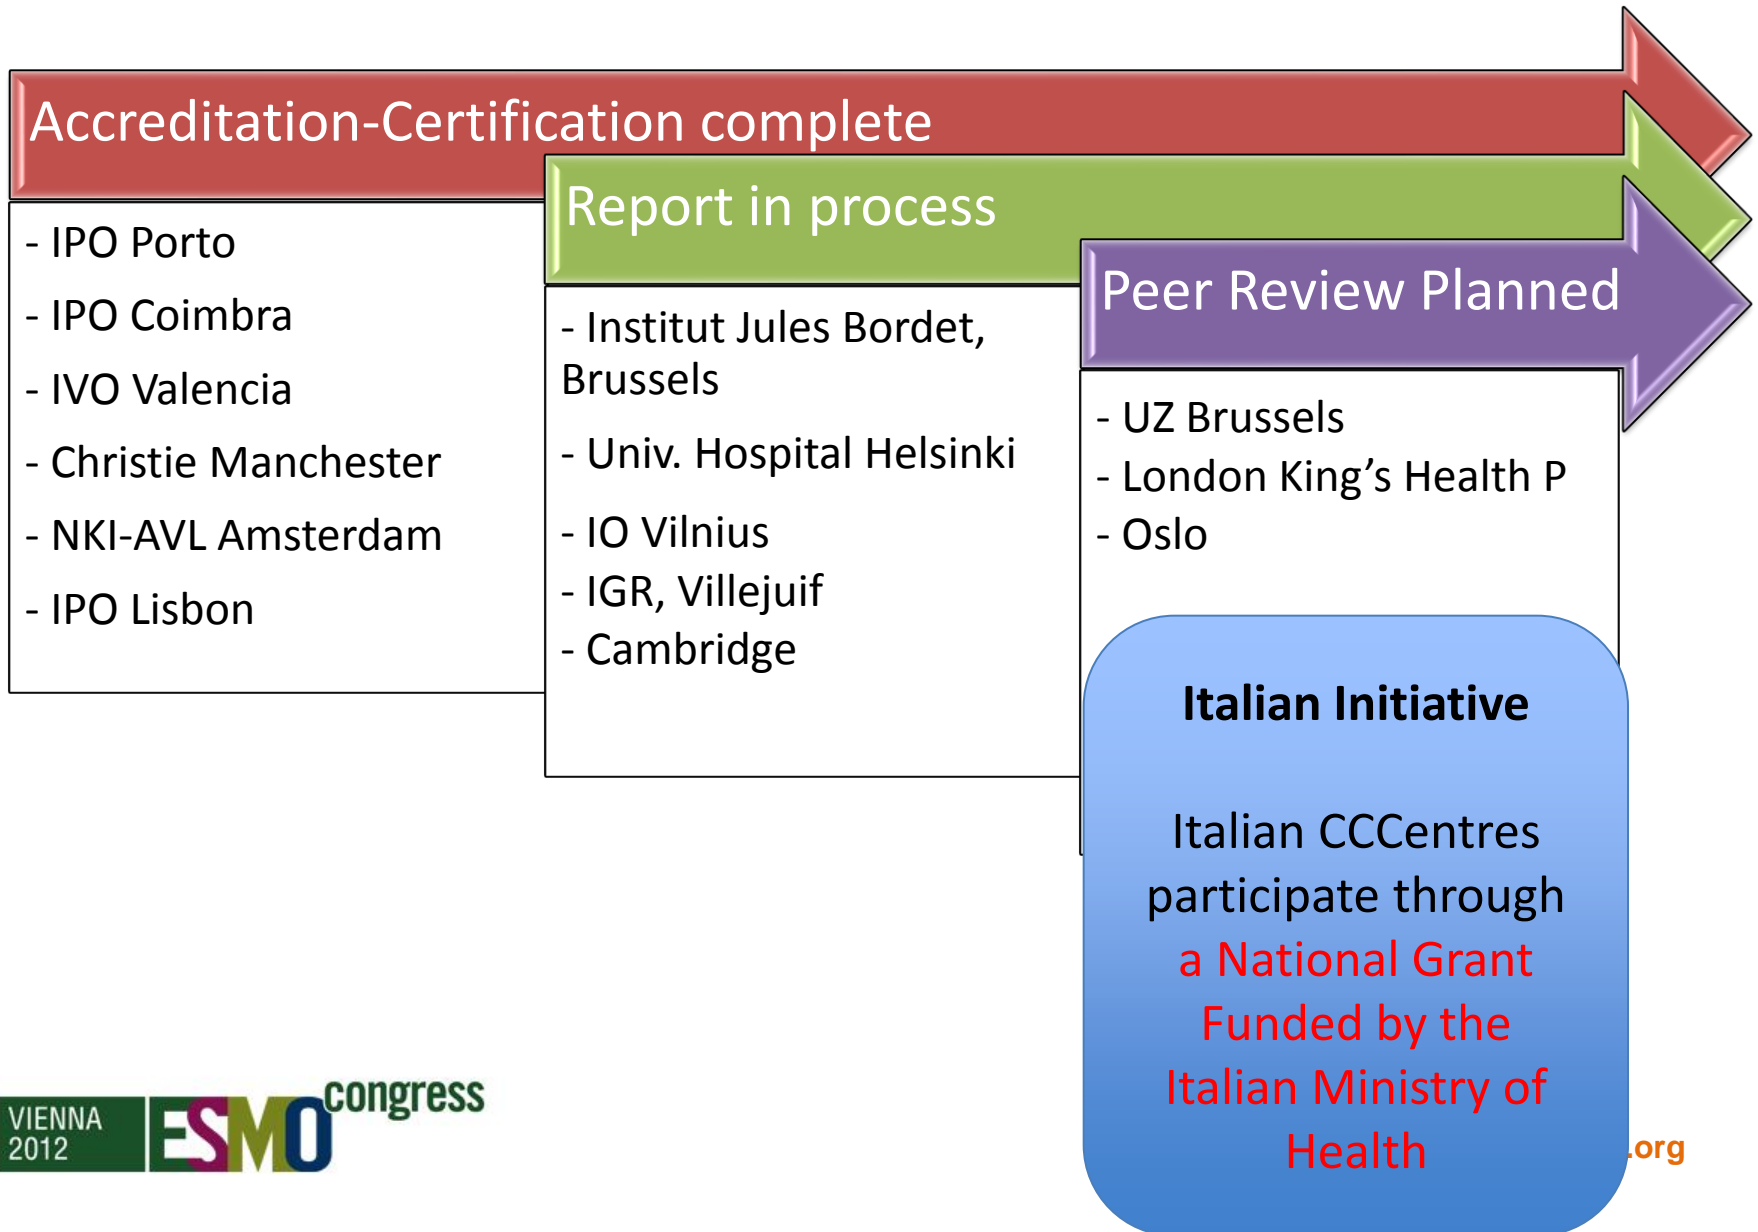 Accreditation-Certification complete
- IPO Porto
- IPO Coimbra
- IVO Valencia
- Christie Manchester
- NKI-AVL Amsterdam
- IPO Lisbon
Report in process
- Institut Jules Bordet,
Brussels
- Univ. Hospital Helsinki
- IO Vilnius
- IGR, Villejuif
- Cambridge
Peer Review Planned
- UZ Brussels
- London King’s Health P
- Oslo
Italian Initiative
Italian CCCentres
participate through
a National Grant
Funded by the
Italian Ministry of
Health
VIENNA
2012
ESMO congress
.org